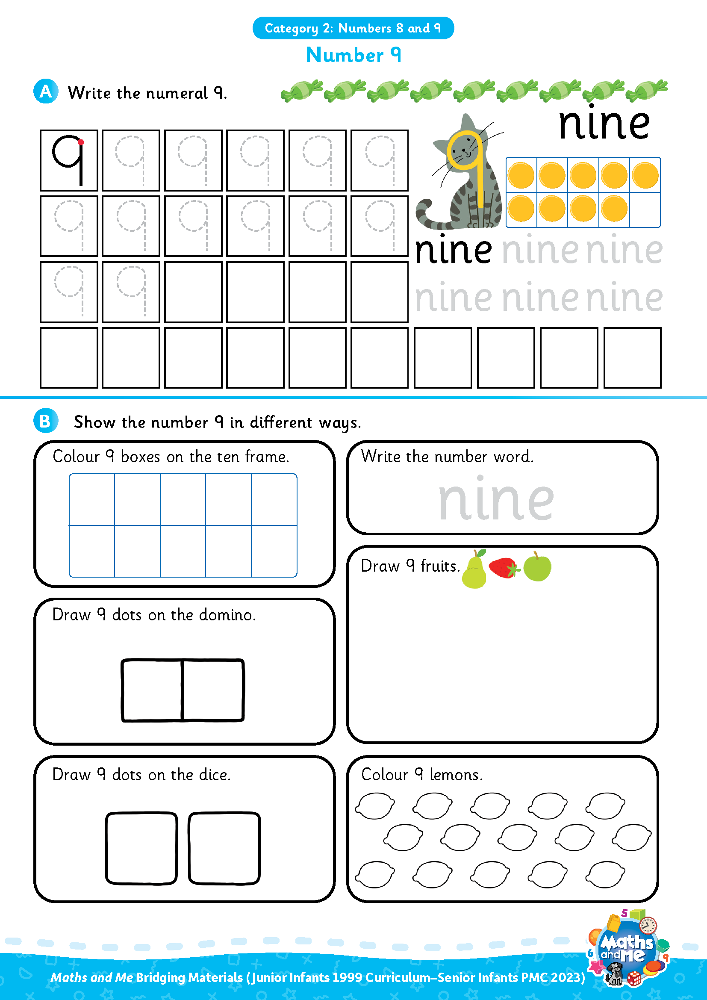 Category 2: Numbers 8 and 9
Number 9
A Write the numeral 9.
nine
9 9 9 9 9 9
9 9 9 9 9 9
nine nine nine
9 9
nine nine nine
B Show the number 9 in different ways.
Colour 9 boxes on the ten frame.
Write the number word.
nine
Draw 9 fruits.
Draw 9 dots on the domino.
Draw 9 dots on the dice.
Colour 9 lemons.
5
Maths
6 and Me 9
Maths and Me Bridging Materials (Junior Infants 1999 Curriculum–Senior Infants PMC 2023)